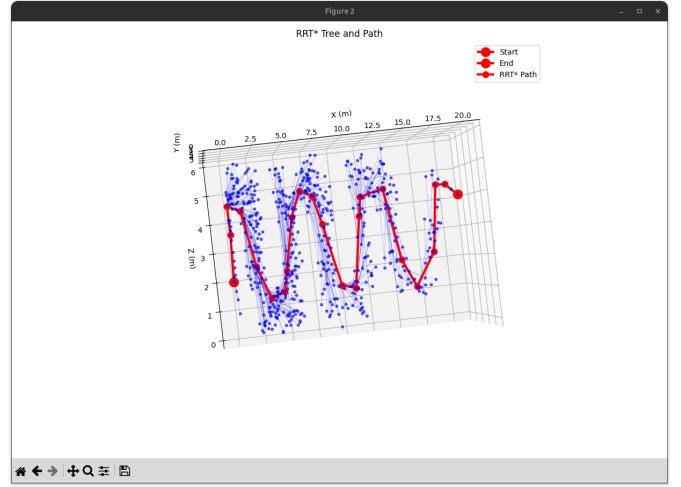 Figure 2
RRT* Tree and Path
Start
End
RRT* Path
X (m)
0.0 2.5 5.0 7.5 10.0 12.5 15.0 17.5 20.0
Y (m)
0
6
5
4
3
2
1
0
Z (m)